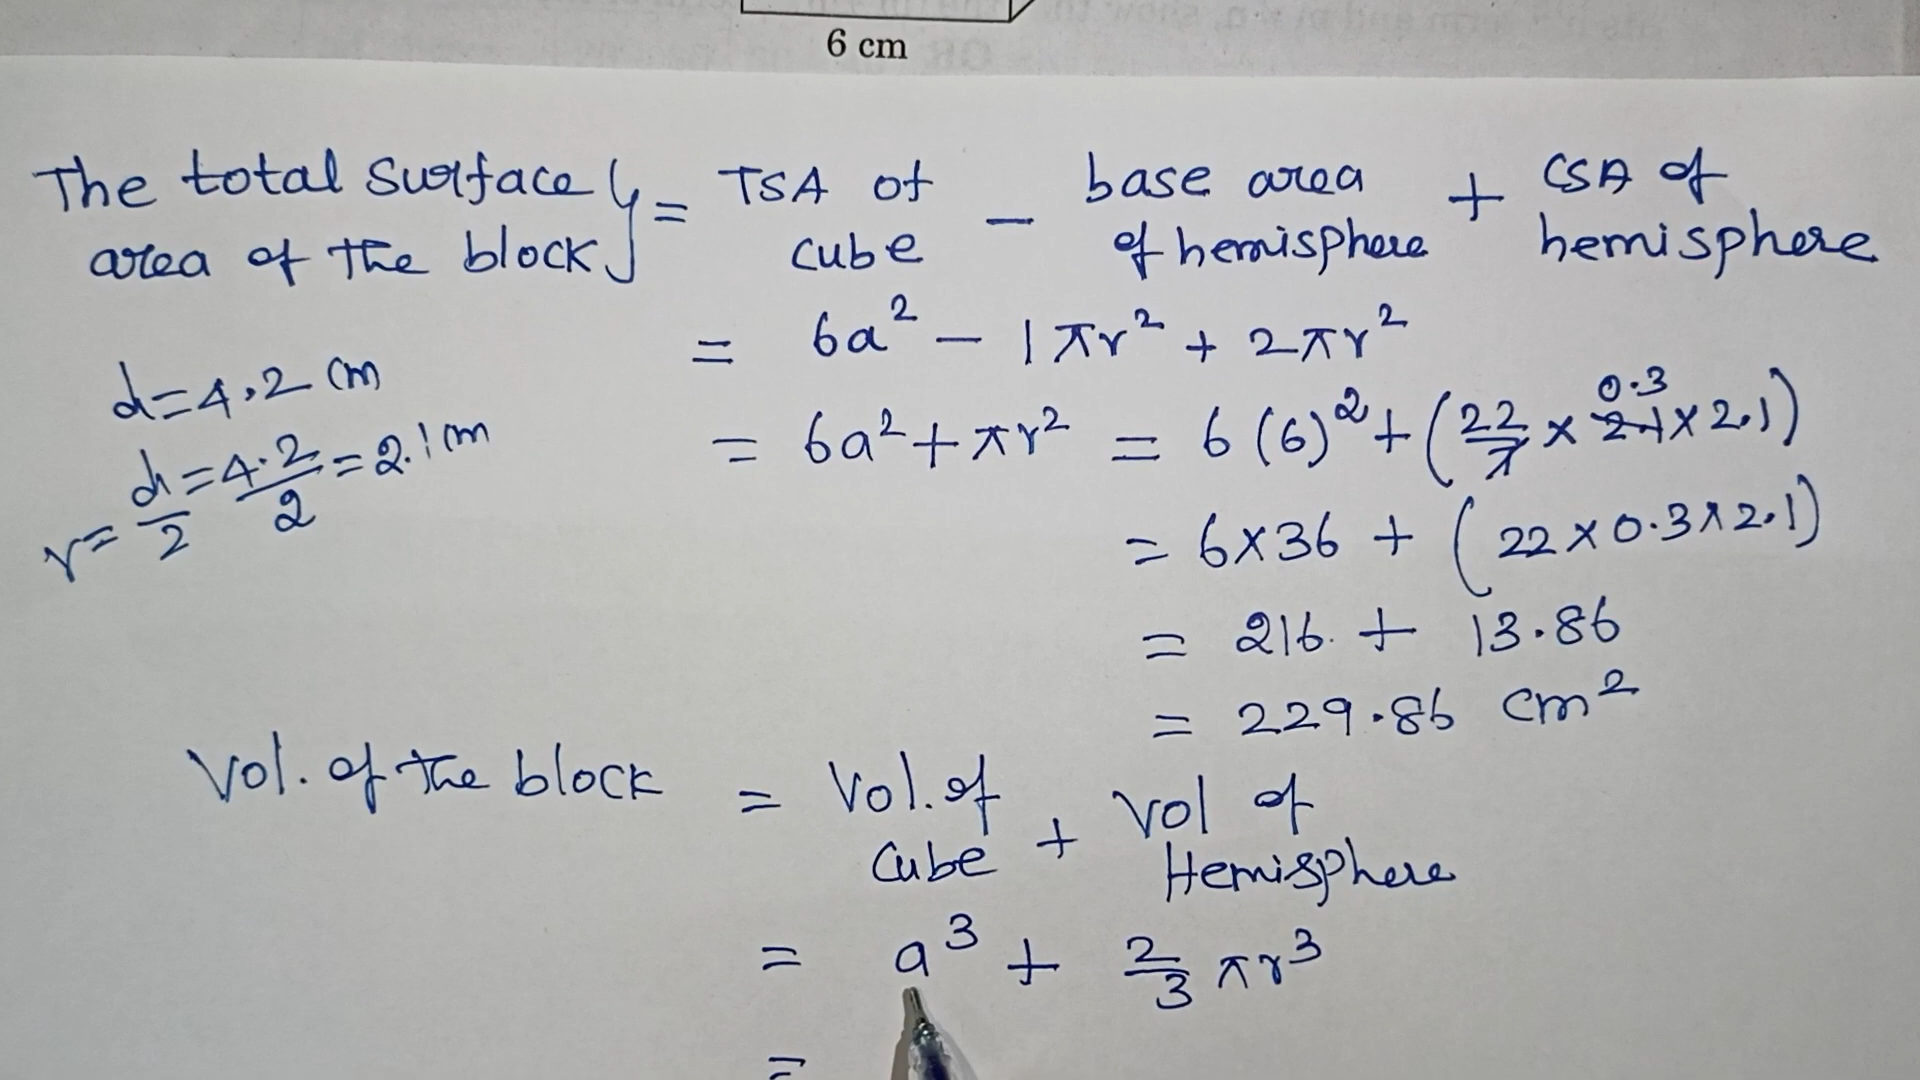 6 cm
The total surface } = TSA of cube − base area of hemisphere + CSA of hemisphere
area of the block
= 6a² − 1πr² + 2πr²
d = 4.2 cm
r = d/2 = 4.2/2 = 2.1 cm
= 6a² + πr² = 6(6)² + (22/7 × 2.1 × 2.1)
0.3
= 6×36 + (22×0.3×2.1)
= 216 + 13.86
= 229.86 cm²
Vol. of the block = Vol. of Cube + Vol of Hemisphere
= a³ + 2/3 πr³
=